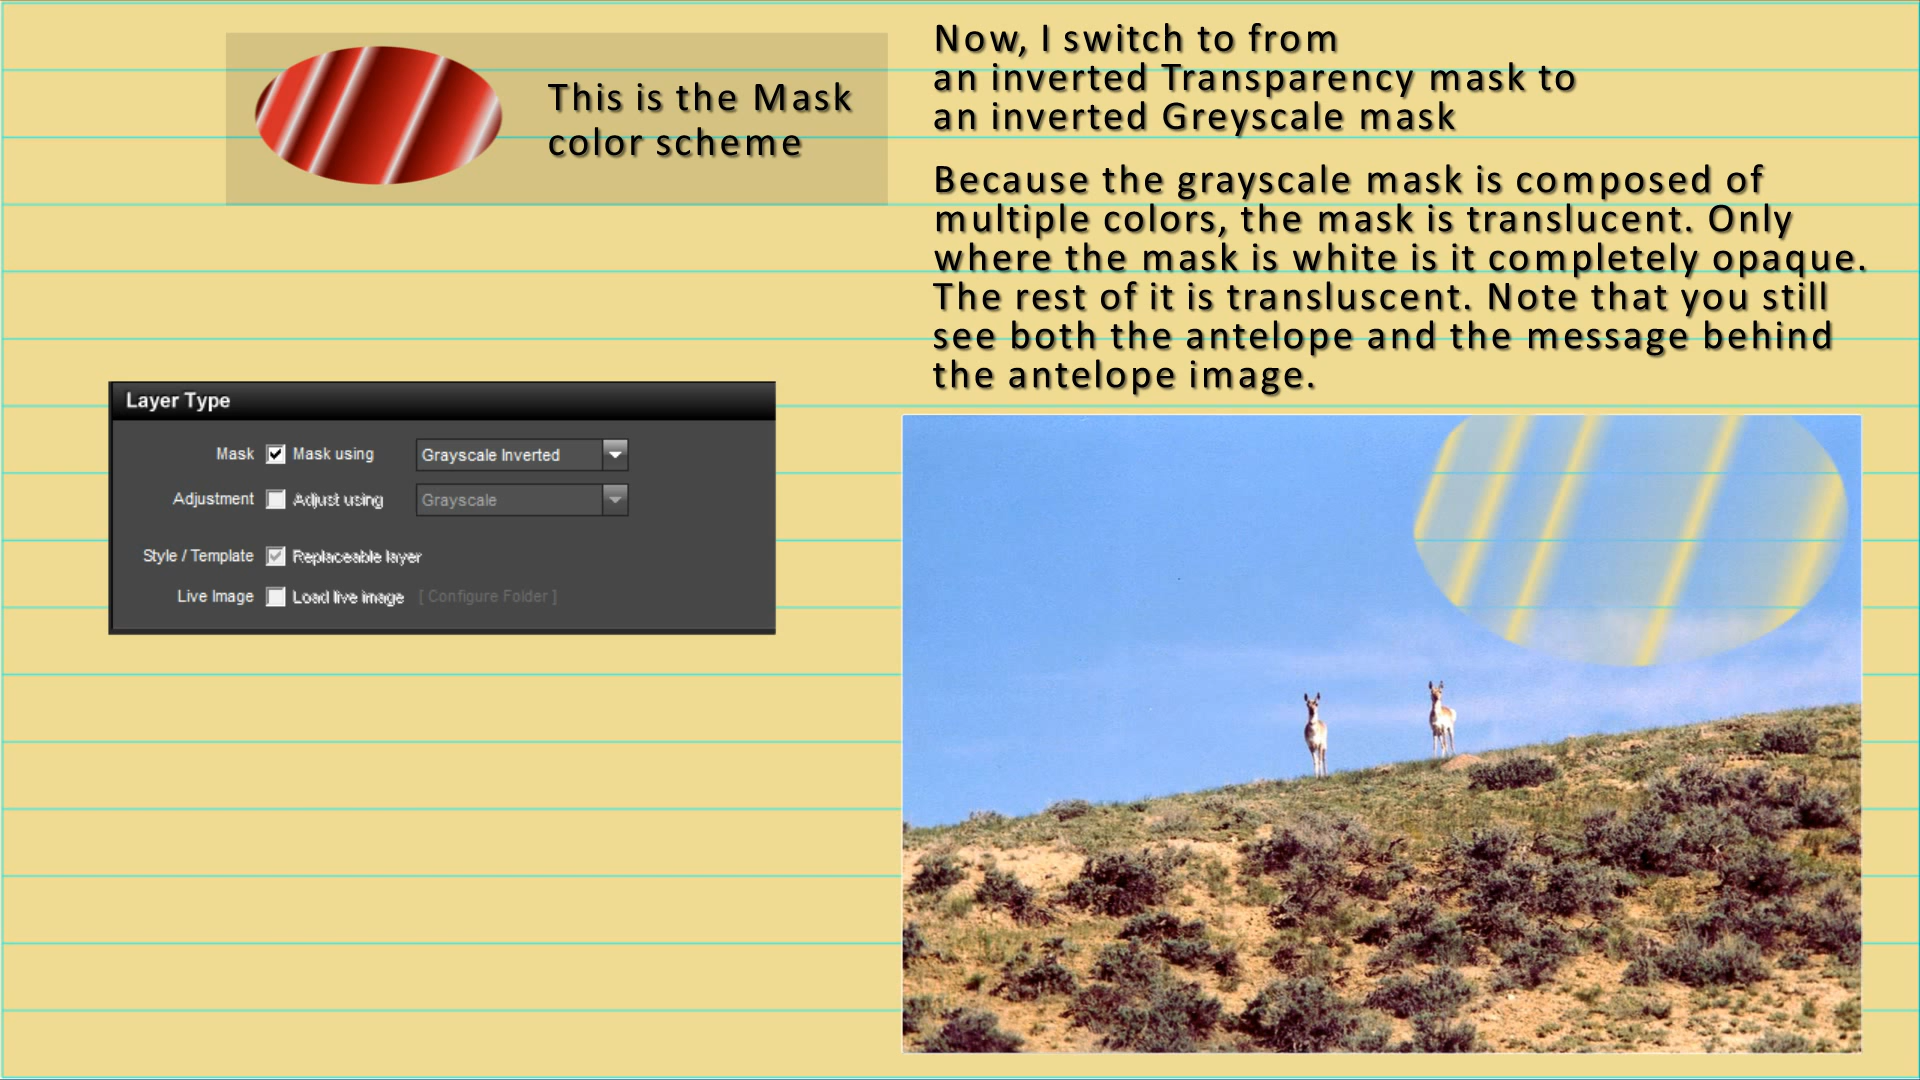 This is the Mask
color scheme
Now, I switch to from
an inverted Transparency mask to
an inverted Greyscale mask
Because the grayscale mask is composed of
multiple colors, the mask is translucent. Only
where the mask is white is it completely opaque.
The rest of it is transluscent. Note that you still
see both the antelope and the message behind
the antelope image.
Layer Type
Mask Mask using Grayscale Inverted
Adjustment Adjust using Grayscale
Style / Template Replaceable layer
Live Image Load live image [ Configure Folder ]